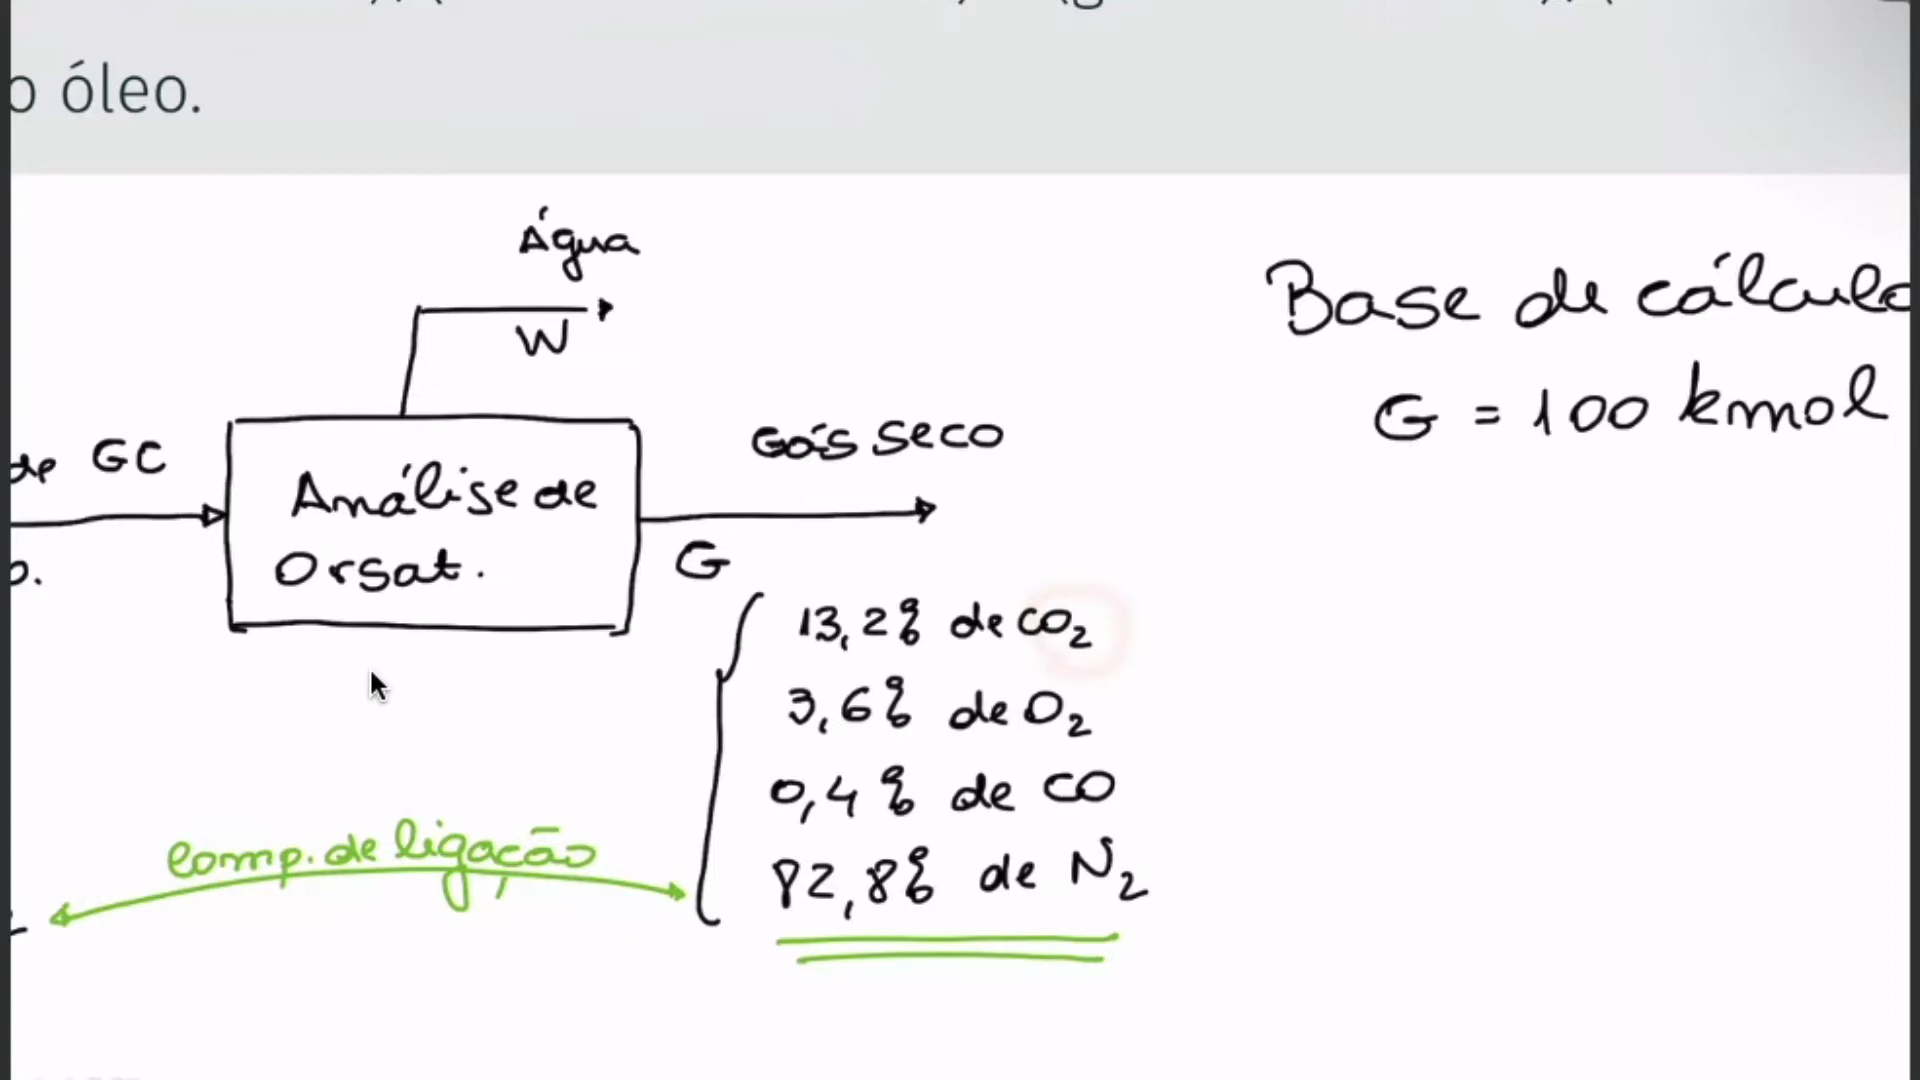 o óleo.
Água
W
Base de cálculo
G = 100 kmol
de GC
Gás seco
Análise de
Orsat.
G
13,2% de CO2
3,6% de O2
0,4% de CO
82,8% de N2
comp. de ligação